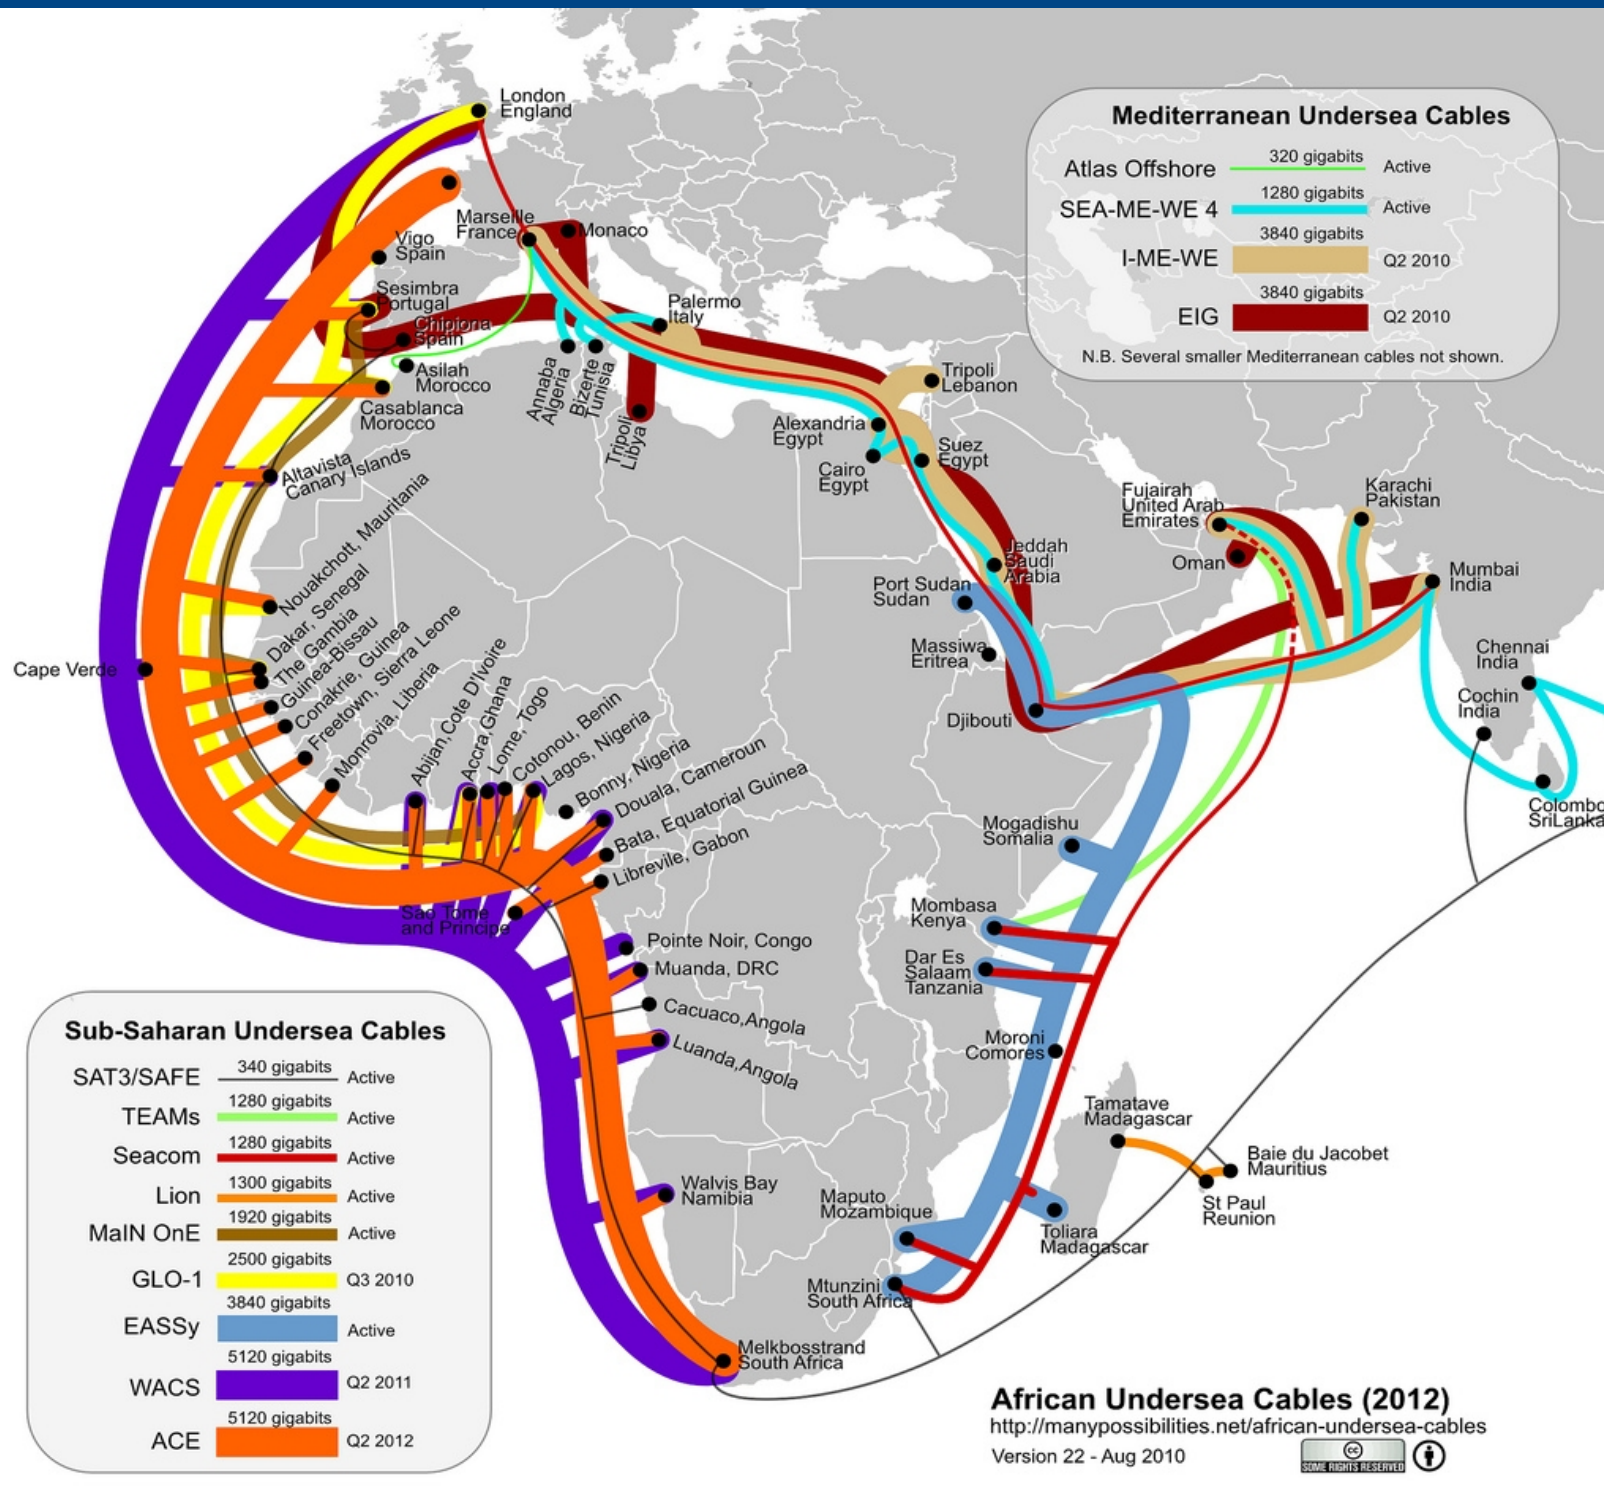 London
England
Marseille
France
Monaco
Vigo
Spain
Sesimbra
Portugal
Chipiona
Spain
Palermo
Italy
Asilah
Morocco
Casablanca
Morocco
Annaba
Algeria
Bizerte
Tunisia
Tripoli
Libya
Tripoli
Lebanon
Alexandria
Egypt
Cairo
Egypt
Suez
Egypt
Altavista
Canary Islands
Mediterranean Undersea Cables
Atlas Offshore 320 gigabits Active
SEA-ME-WE 4 1280 gigabits Active
I-ME-WE 3840 gigabits Q2 2010
EIG 3840 gigabits Q2 2010
N.B. Several smaller Mediterranean cables not shown.
Fujairah
United Arab
Emirates
Oman
Karachi
Pakistan
Mumbai
India
Chennai
India
Cochin
India
Colombo
SriLanka
Jeddah
Saudi
Arabia
Port Sudan
Sudan
Massiwa
Eritrea
Djibouti
Cape Verde
Nouakchott, Mauritania
Dakar, Senegal
The Gambia
Guinea-Bissau
Conakrie, Guinea
Freetown, Sierra Leone
Monrovia, Liberia
Abijan,Cote D'Ivoire
Accra,Ghana
Lome, Togo
Cotonou, Benin
Lagos, Nigeria
Bonny, Nigeria
Douala, Cameroun
Bata, Equatorial Guinea
Libreville, Gabon
Sao Tome
and Principe
Pointe Noir, Congo
Muanda, DRC
Cacuaco,Angola
Luanda,Angola
Walvis Bay
Namibia
Melkbosstrand
South Africa
Mogadishu
Somalia
Mombasa
Kenya
Dar Es
Salaam
Tanzania
Moroni
Comores
Tamatave
Madagascar
Baie du Jacobet
Mauritius
St Paul
Reunion
Toliara
Madagascar
Maputo
Mozambique
Mtunzini
South Africa
Sub-Saharan Undersea Cables
SAT3/SAFE 340 gigabits Active
TEAMs 1280 gigabits Active
Seacom 1280 gigabits Active
Lion 1300 gigabits Active
MaIN OnE 1920 gigabits Active
GLO-1 2500 gigabits Q3 2010
EASSy 3840 gigabits Active
WACS 5120 gigabits Q2 2011
ACE 5120 gigabits Q2 2012
African Undersea Cables (2012)
http://manypossibilities.net/african-undersea-cables
Version 22 - Aug 2010
cc
SOME RIGHTS RESERVED